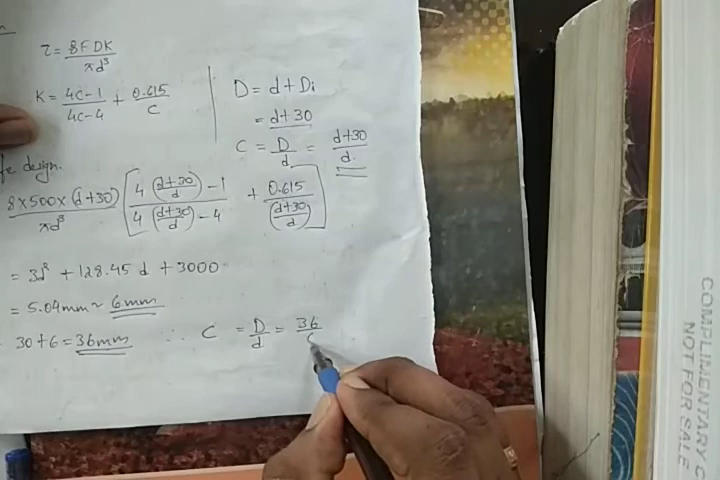 τ = 8FDK / πd³
K = 4C-1 / 4C-4 + 0.615 / C
D = d + Di
= d+30
C = D/d = d+30 / d.
design.
8×500×(d+30) / πd³ [ 4(d+30/d) - 1 / 4(d+30/d) - 4 + 0.615 / (d+30/d) ]
= 3d² + 128.45 d + 3000
= 5.04mm ≈ 6mm
30+6 = 36mm ∴ C = D/d = 36
COMPLIMENTARY C
NOT FOR SALE